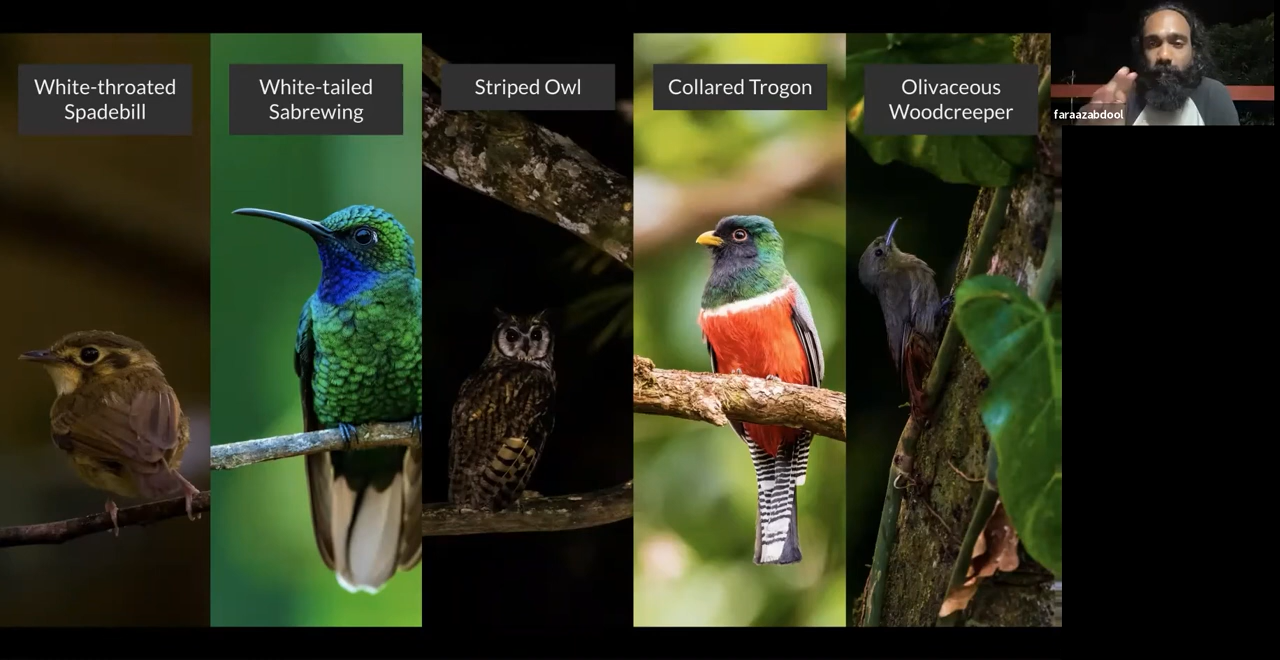 White-throated
Spadebill
White-tailed
Sabrewing
Striped Owl
Collared Trogon
Olivaceous
Woodcreeper
faraazabdool